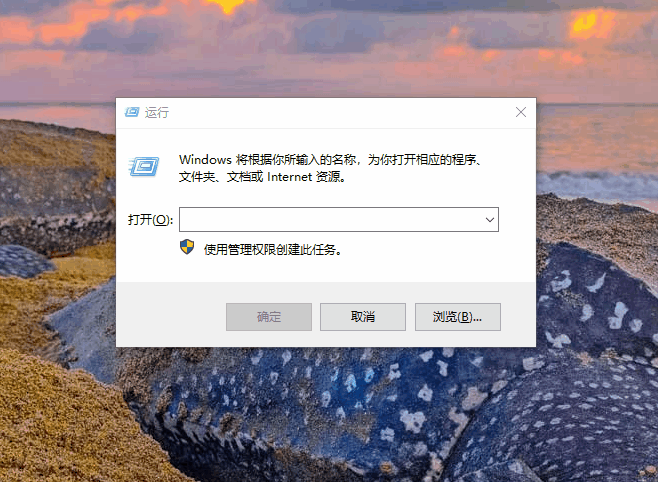 运行
Windows 将根据你所输入的名称，为你打开相应的程序、
文件夹、文档或 Internet 资源。
打开(O):
使用管理权限创建此任务。
确定 取消 浏览(B)...